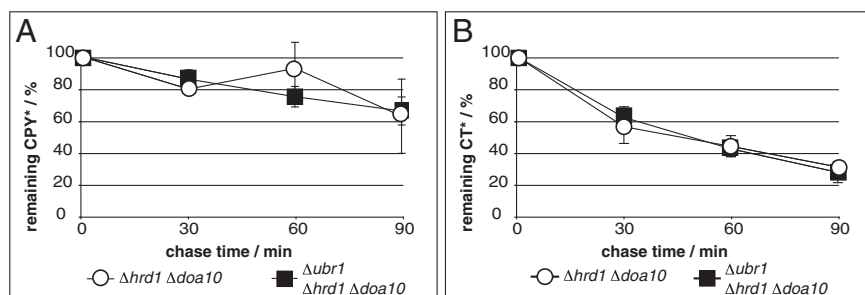 A
100
80
60
40
20
0
remaining CPY* / %
0 30 60 90
chase time / min
Δhrd1 Δdoa10
Δubr1
Δhrd1 Δdoa10
B
100
80
60
40
20
0
remaining CT* / %
0 30 60 90
chase time / min
Δhrd1 Δdoa10
Δubr1
Δhrd1 Δdoa10